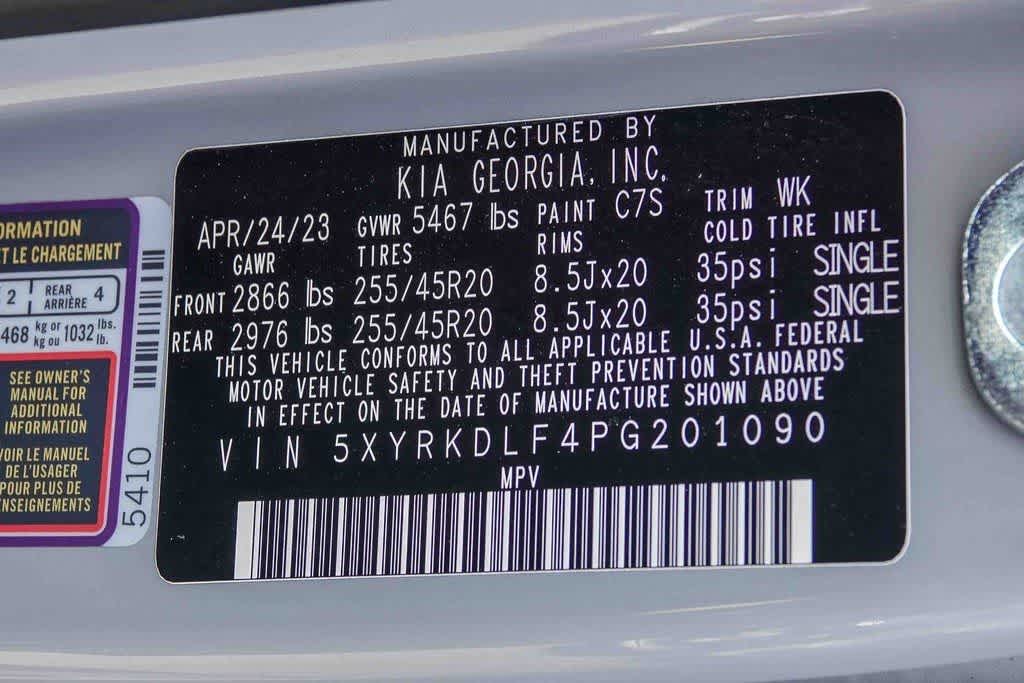 MANUFACTURED BY
KIA GEORGIA, INC.
APR/24/23 GVWR 5467 lbs PAINT C7S TRIM WK
GAWR TIRES RIMS COLD TIRE INFL
FRONT 2866 lbs 255/45R20 8.5Jx20 35psi SINGLE
REAR 2976 lbs 255/45R20 8.5Jx20 35psi SINGLE
THIS VEHICLE CONFORMS TO ALL APPLICABLE U.S.A. FEDERAL
MOTOR VEHICLE SAFETY AND THEFT PREVENTION STANDARDS
IN EFFECT ON THE DATE OF MANUFACTURE SHOWN ABOVE
VIN 5XYRKDLF4PG201090
MPV
ET LE CHARGEMENT
2 REAR ARRIÈRE 4
468 kg or kg ou 1032 lbs. lb.
SEE OWNER'S
MANUAL FOR
ADDITIONAL
INFORMATION
VOIR LE MANUEL
DE L'USAGER
POUR PLUS DE
5410